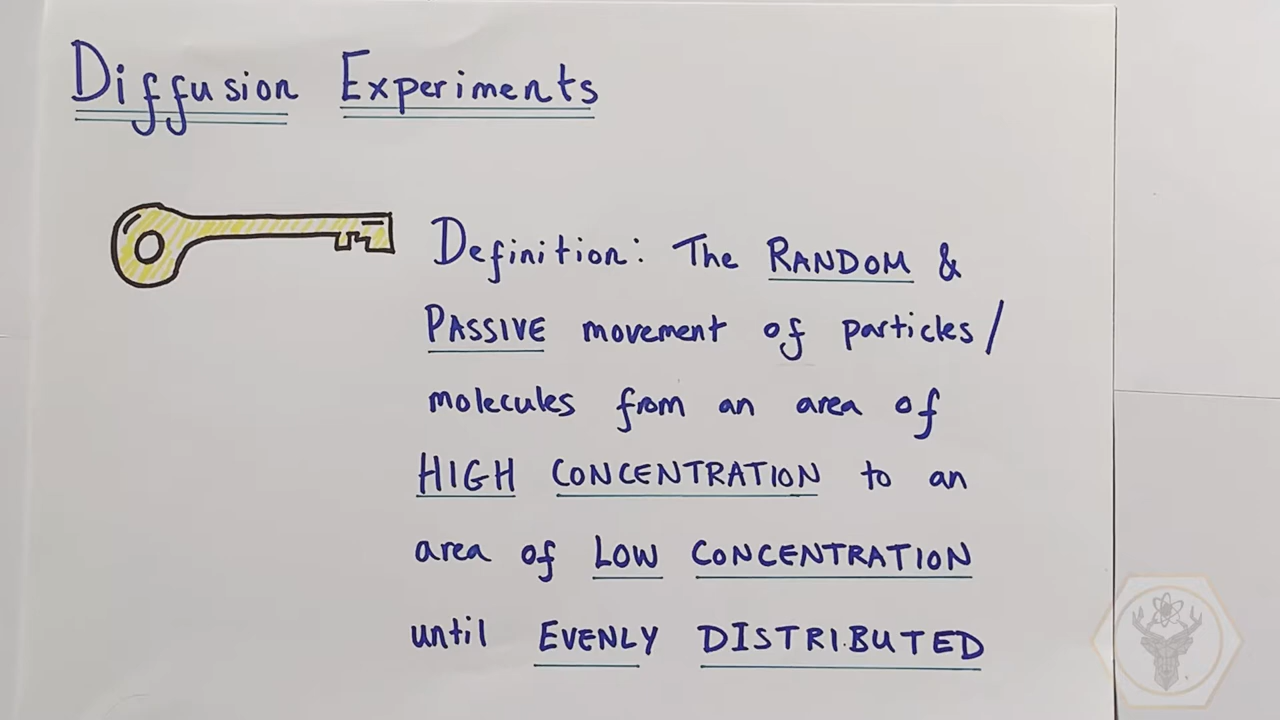 Diffusion Experiments
Definition: The RANDOM &
PASSIVE movement of particles/
molecules from an area of
HIGH CONCENTRATION to an
area of LOW CONCENTRATION
until EVENLY DISTRIBUTED